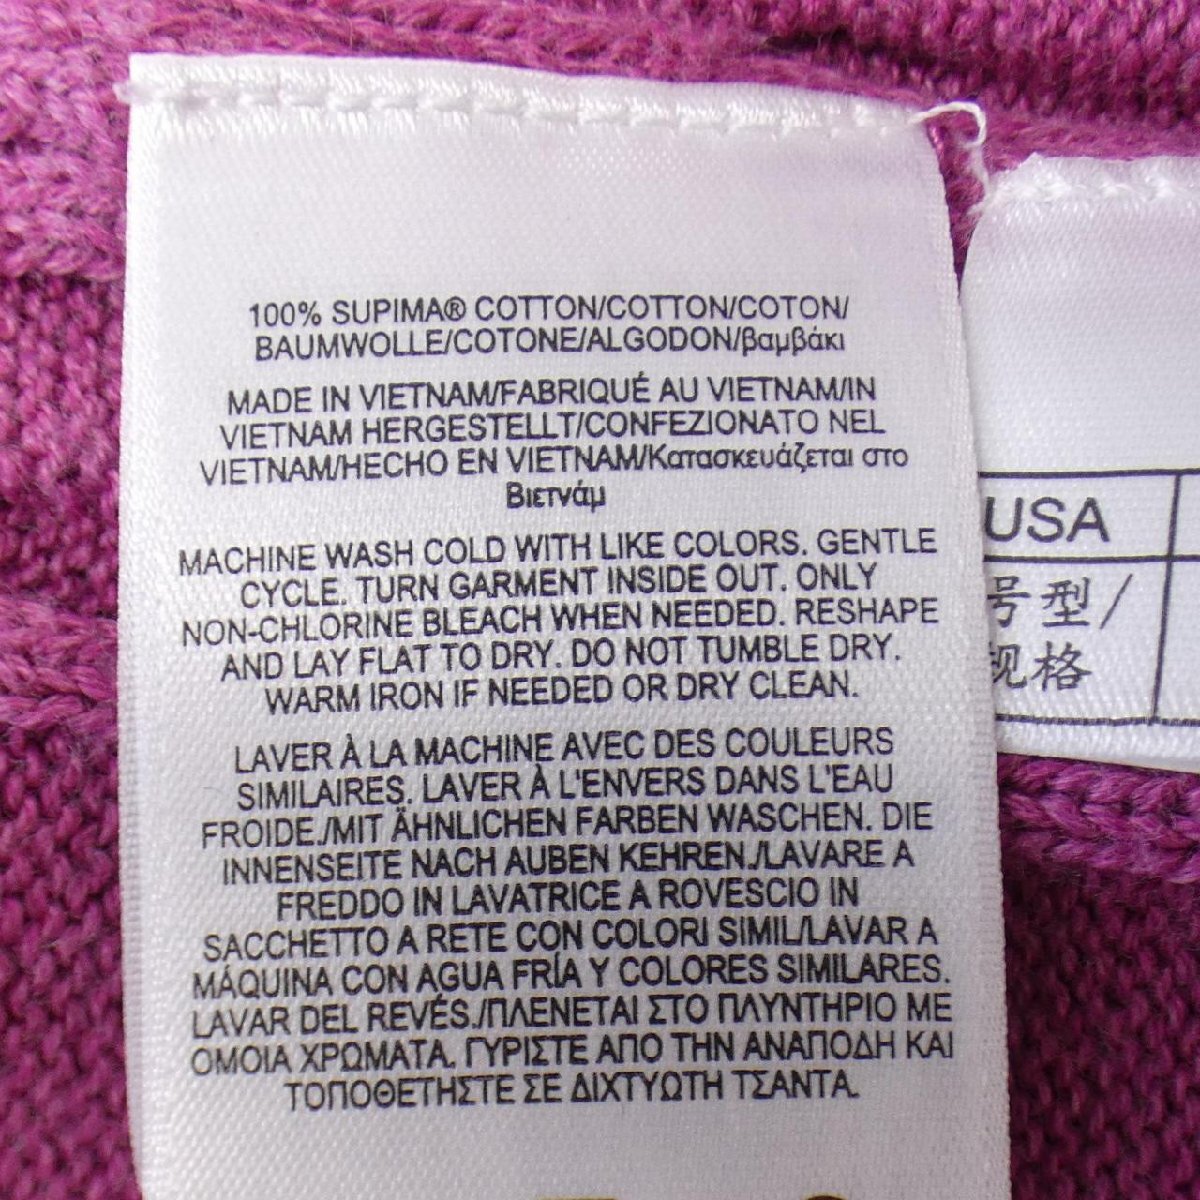 100% SUPIMA® COTTON/COTTON/COTON/
BAUMWOLLE/COTONE/ALGODON/βαμβάκι
MADE IN VIETNAM/FABRIQUÉ AU VIETNAM/IN
VIETNAM HERGESTELLT/CONFEZIONATO NEL
VIETNAM/HECHO EN VIETNAM/Κατασκευάζεται στο
Βιετνάμ
MACHINE WASH COLD WITH LIKE COLORS. GENTLE
CYCLE. TURN GARMENT INSIDE OUT. ONLY
NON-CHLORINE BLEACH WHEN NEEDED. RESHAPE
AND LAY FLAT TO DRY. DO NOT TUMBLE DRY.
WARM IRON IF NEEDED OR DRY CLEAN.
LAVER À LA MACHINE AVEC DES COULEURS
SIMILAIRES. LAVER À L'ENVERS DANS L'EAU
FROIDE./MIT ÄHNLICHEN FARBEN WASCHEN. DIE
INNENSEITE NACH AUBEN KEHREN./LAVARE A
FREDDO IN LAVATRICE A ROVESCIO IN
SACCHETTO A RETE CON COLORI SIMILI/LAVAR A
MÁQUINA CON AGUA FRÍA Y COLORES SIMILARES.
LAVAR DEL REVÉS./ΠΛΕΝΕΤΑΙ ΣΤΟ ΠΛΥΝΤΗΡΙΟ ΜΕ
ΟΜΟΙΑ ΧΡΩΜΑΤΑ. ΓΥΡΙΣΤΕ ΑΠΟ ΤΗΝ ΑΝΑΠΟΔΗ ΚΑΙ
ΤΟΠΟΘΕΤΗΣΤΕ ΣΕ ΔΙΧΤΥΩΤΗ ΤΣΑΝΤΑ.
USA
号型/
规格